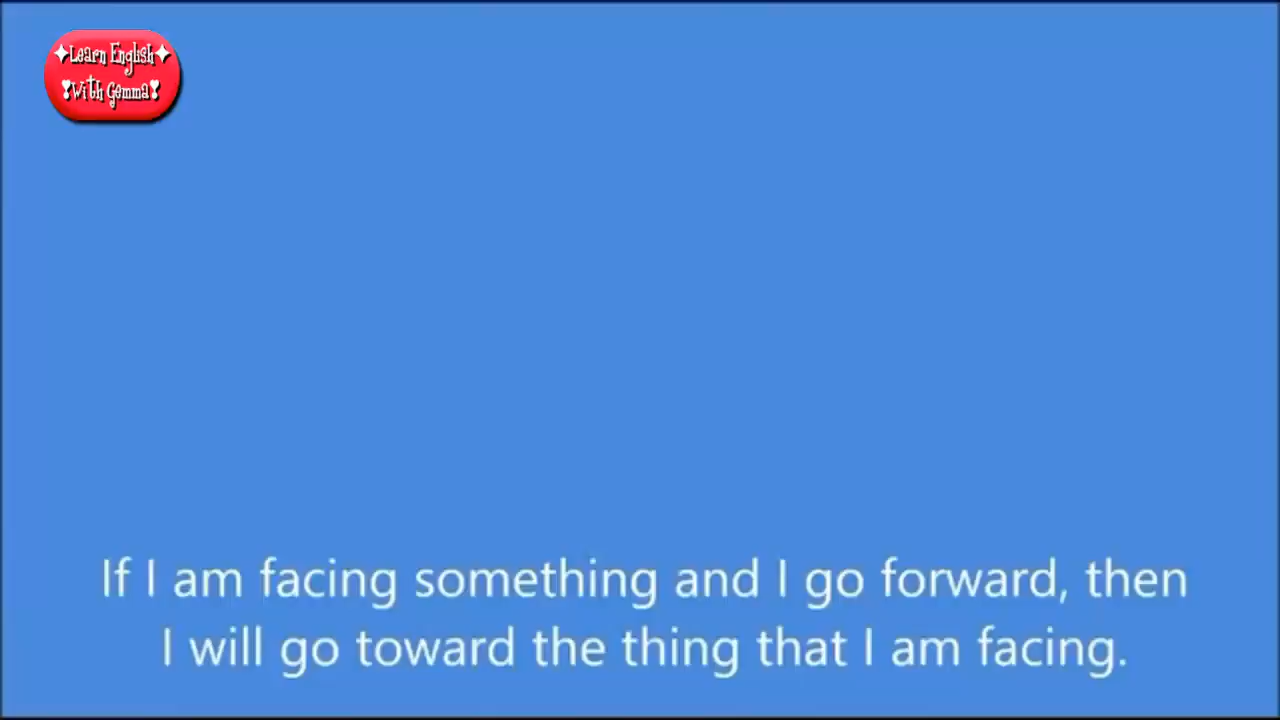 Learn English
With Gemma
If I am facing something and I go forward, then
I will go toward the thing that I am facing.